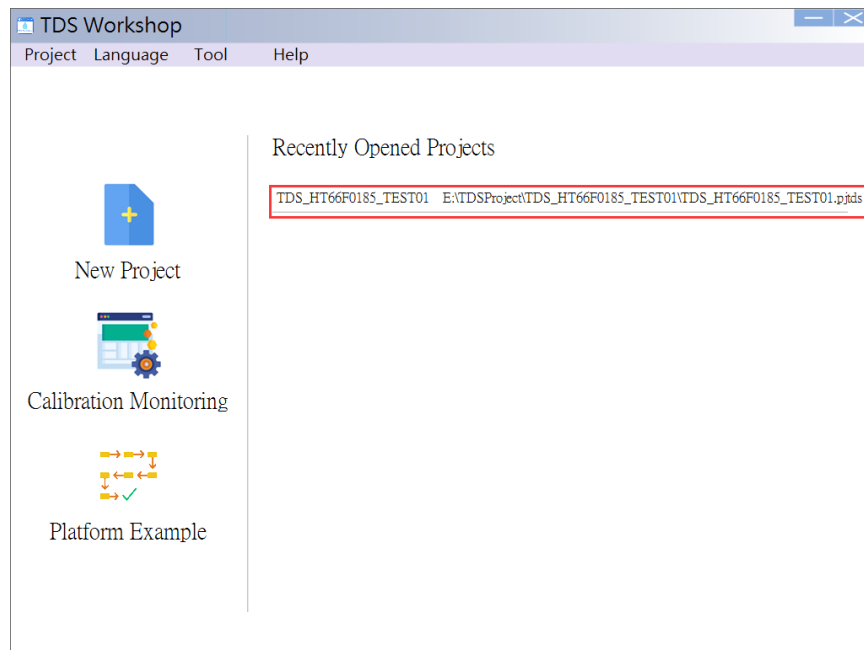 TDS Workshop
Project Language Tool Help
Recently Opened Projects
TDS_HT66F0185_TEST01 E:\TDSProject\TDS_HT66F0185_TEST01\TDS_HT66F0185_TEST01.pjtds
New Project
Calibration Monitoring
Platform Example